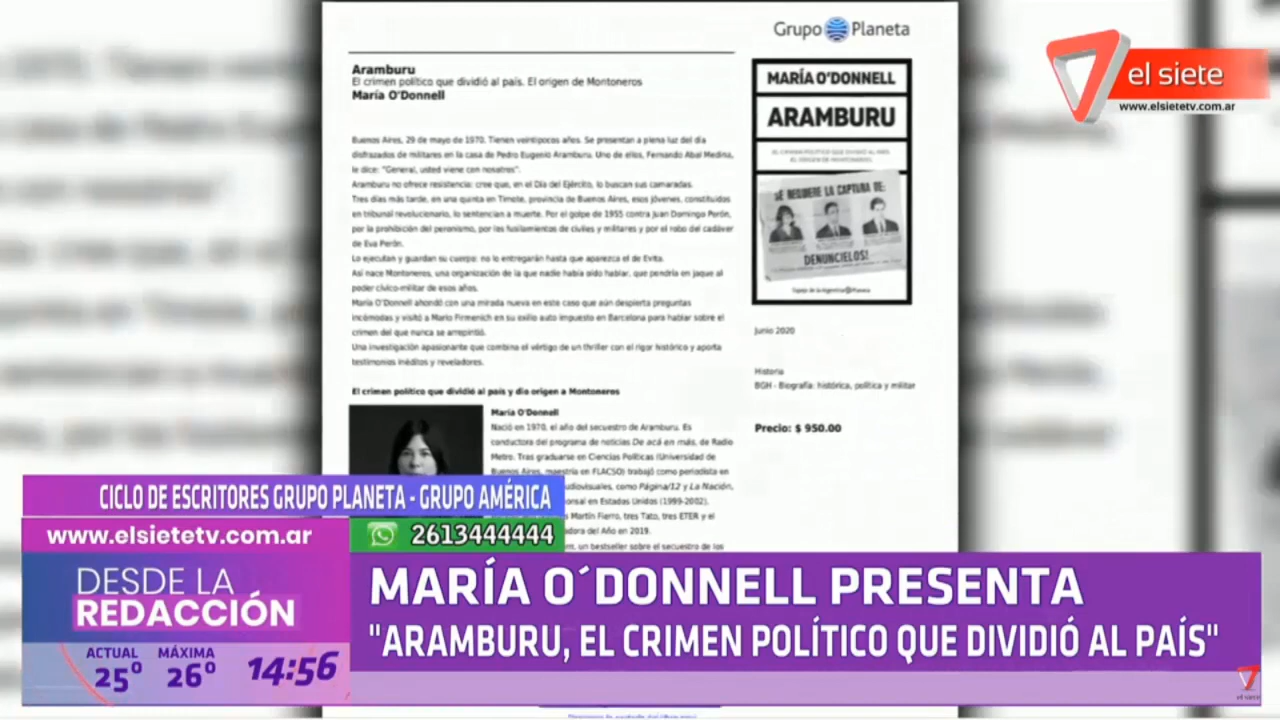 Grupo Planeta
el siete
www.elsietetv.com.ar
Aramburu
El crimen político que dividió al país. El origen de Montoneros
María O'Donnell
Buenos Aires, 29 de mayo de 1970. Tienen veintipocos años. Se presentan a plena luz del día
disfrazados de militares en la casa de Pedro Eugenio Aramburu. Uno de ellos, Fernando Abal Medina,
le dice: "General, usted viene con nosotros".
Aramburu no ofrece resistencia: cree que, en el Día del Ejército, lo buscan sus camaradas.
Tres días más tarde, en una quinta en Timote, provincia de Buenos Aires, esos jóvenes, constituidos
en tribunal revolucionario, lo sentencian a muerte. Por el golpe de 1955 contra Juan Domingo Perón,
por la prohibición del peronismo, por los fusilamientos de civiles y militares y por el robo del cadáver
de Eva Perón.
Lo ejecutan y guardan su cuerpo: no lo entregarán hasta que aparezca el de Evita.
Así nace Montoneros, una organización de la que nadie había oído hablar, que pondría en jaque al
poder cívico-militar de esos años.
María O'Donnell ahondó con una mirada nueva en este caso que aún despierta preguntas
incómodas y visitó a Mario Firmenich en su exilio auto impuesto en Barcelona para hablar sobre el
crimen del que nunca se arrepintió.
Una investigación apasionante que combina el vértigo de un thriller con el rigor histórico y aporta
testimonios inéditos y reveladores.
El crimen político que dividió al país y dio origen a Montoneros
María O'Donnell
Nació en 1970, el año del secuestro de Aramburu. Es
conductora del programa de noticias De acá en más, de Radio
Metro. Tras graduarse en Ciencias Políticas (Universidad de
Buenos Aires, maestría en FLACSO) trabajó como periodista en
udiovisuales, como Página/12 y La Nación,
onsal en Estados Unidos (1999-2002).
Martín Fierro, tres Tato, tres ETER y el
adora del Año en 2019.
un bestseller sobre el secuestro de los
MARÍA O'DONNELL
ARAMBURU
EL CRIMEN POLÍTICO QUE DIVIDIÓ AL PAÍS
EL ORIGEN DE MONTONEROS
SE REQUIERE LA CAPTURA DE:
DENUNCIELOS!
Junio 2020
Historia
BGH - Biografía: histórica, política y militar
Precio: $ 950.00
CICLO DE ESCRITORES GRUPO PLANETA - GRUPO AMÉRICA
www.elsietetv.com.ar
2613444444
DESDE LA
REDACCIÓN
ACTUAL
25º
MÁXIMA
26º
14:56
MARÍA O´DONNELL PRESENTA
"ARAMBURU, EL CRIMEN POLÍTICO QUE DIVIDIÓ AL PAÍS"
el siete